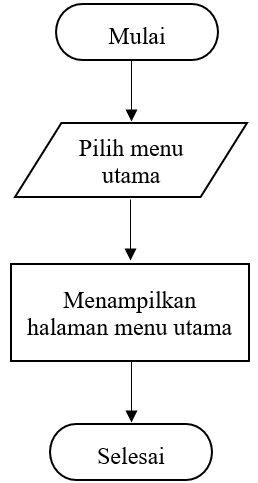 Mulai
Pilih menu
utama
Menampilkan
halaman menu utama
Selesai